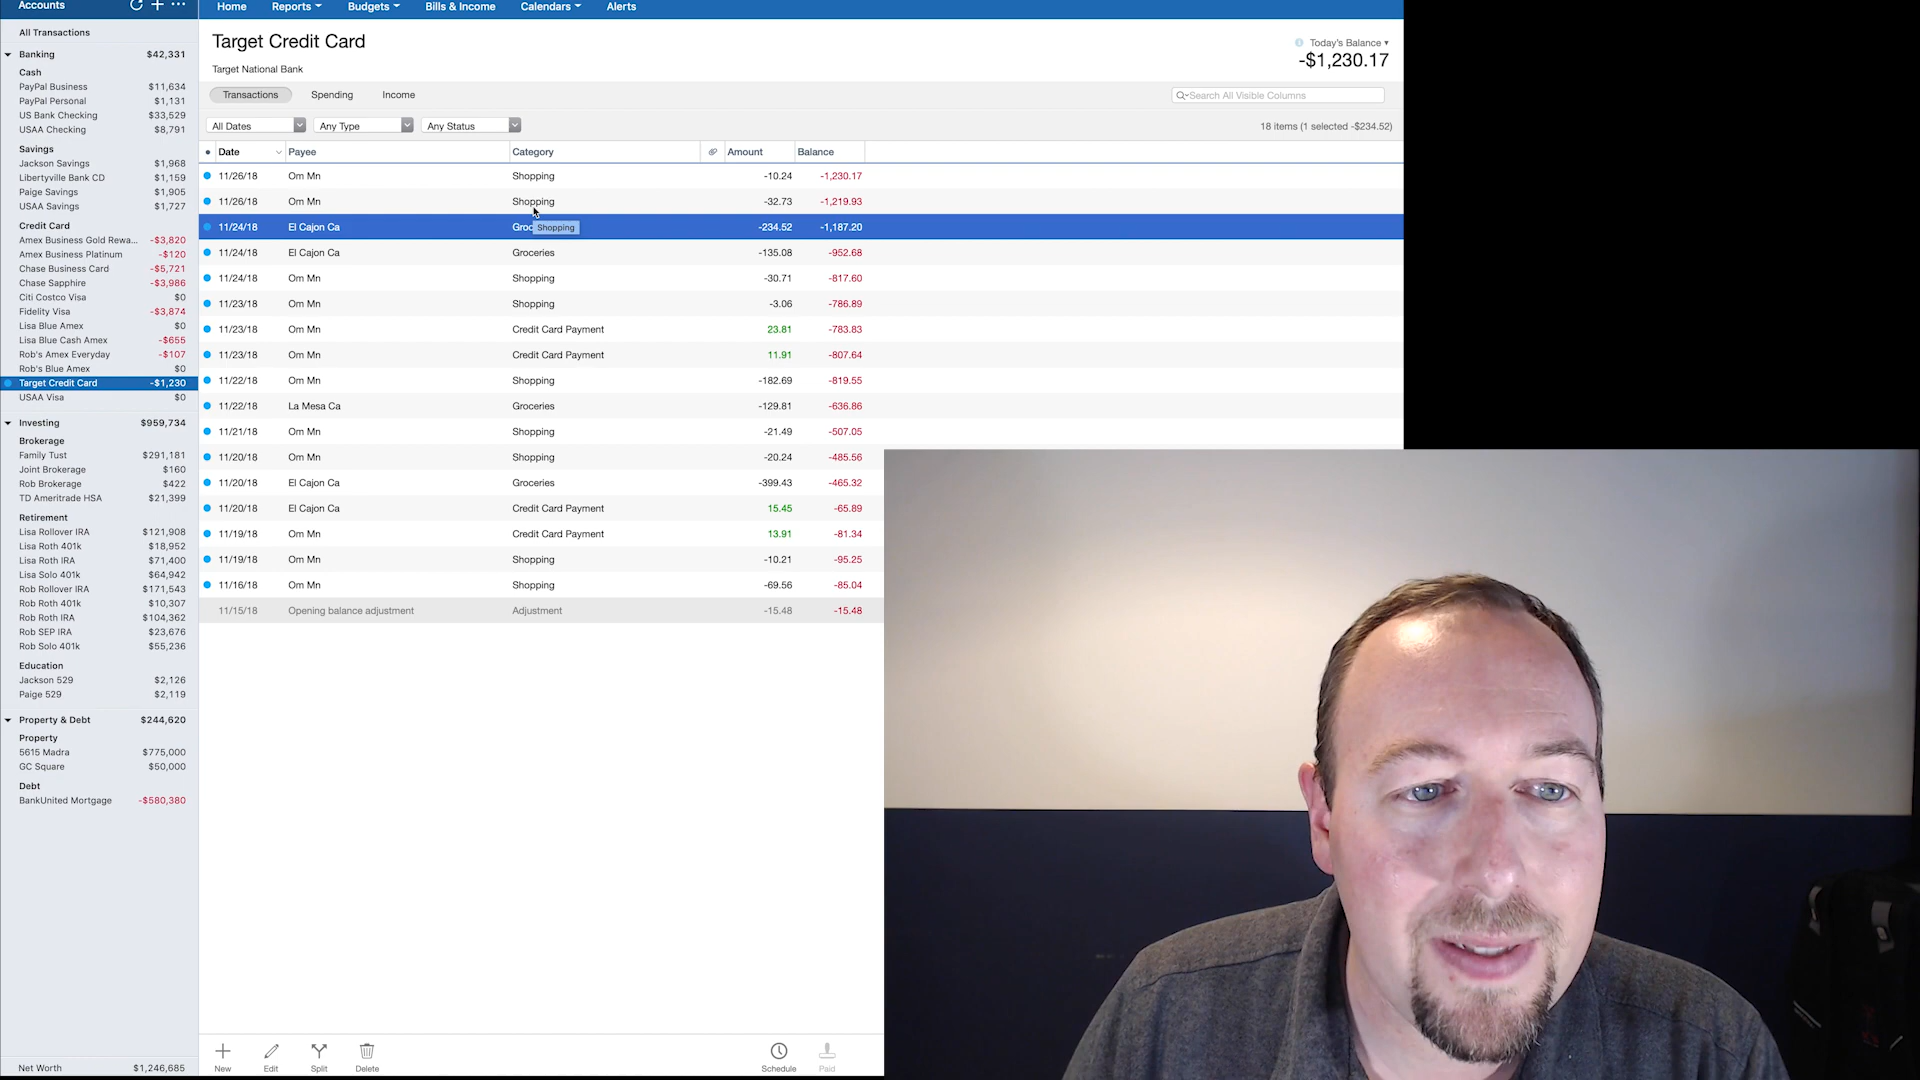 Accounts
Home Reports Budgets Bills & Income Calendars Alerts
All Transactions
Banking $42,331
Cash
PayPal Business $11,634
PayPal Personal $1,131
US Bank Checking $33,529
USAA Checking $8,791
Savings
Jackson Savings $1,968
Libertyville Bank CD $1,159
Paige Savings $1,905
USAA Savings $1,727
Credit Card
Amex Business Gold Rewa... -$3,820
Amex Business Platinum -$120
Chase Business Card -$5,721
Chase Sapphire -$3,986
Citi Costco Visa $0
Fidelity Visa -$3,874
Lisa Blue Amex $0
Lisa Blue Cash Amex -$655
Rob's Amex Everyday -$107
Rob's Blue Amex $0
Target Credit Card -$1,230
USAA Visa $0
Investing $959,734
Brokerage
Family Tust $291,181
Joint Brokerage $160
Rob Brokerage $422
TD Ameritrade HSA $21,399
Retirement
Lisa Rollover IRA $121,908
Lisa Roth 401k $18,952
Lisa Roth IRA $71,400
Lisa Solo 401k $64,942
Rob Rollover IRA $171,543
Rob Roth 401k $10,307
Rob Roth IRA $104,362
Rob SEP IRA $23,676
Rob Solo 401k $55,236
Education
Jackson 529 $2,126
Paige 529 $2,119
Property & Debt $244,620
Property
5615 Madra $775,000
GC Square $50,000
Debt
BankUnited Mortgage -$580,380
Net Worth $1,246,685
Target Credit Card
Target National Bank
Today's Balance
-$1,230.17
Transactions Spending Income
Search All Visible Columns
All Dates Any Type Any Status
18 items (1 selected -$234.52)
Date Payee Category Amount Balance
11/26/18 Om Mn Shopping -10.24 -1,230.17
11/26/18 Om Mn Shopping -32.73 -1,219.93
11/24/18 El Cajon Ca Groc Shopping -234.52 -1,187.20
11/24/18 El Cajon Ca Groceries -135.08 -952.68
11/24/18 Om Mn Shopping -30.71 -817.60
11/23/18 Om Mn Shopping -3.06 -786.89
11/23/18 Om Mn Credit Card Payment 23.81 -783.83
11/23/18 Om Mn Credit Card Payment 11.91 -807.64
11/22/18 Om Mn Shopping -182.69 -819.55
11/22/18 La Mesa Ca Groceries -129.81 -636.86
11/21/18 Om Mn Shopping -21.49 -507.05
11/20/18 Om Mn Shopping -20.24 -485.56
11/20/18 El Cajon Ca Groceries -399.43 -465.32
11/20/18 El Cajon Ca Credit Card Payment 15.45 -65.89
11/19/18 Om Mn Credit Card Payment 13.91 -81.34
11/19/18 Om Mn Shopping -10.21 -95.25
11/16/18 Om Mn Shopping -69.56 -85.04
11/15/18 Opening balance adjustment Adjustment -15.48 -15.48
New Edit Split Delete Schedule Paid